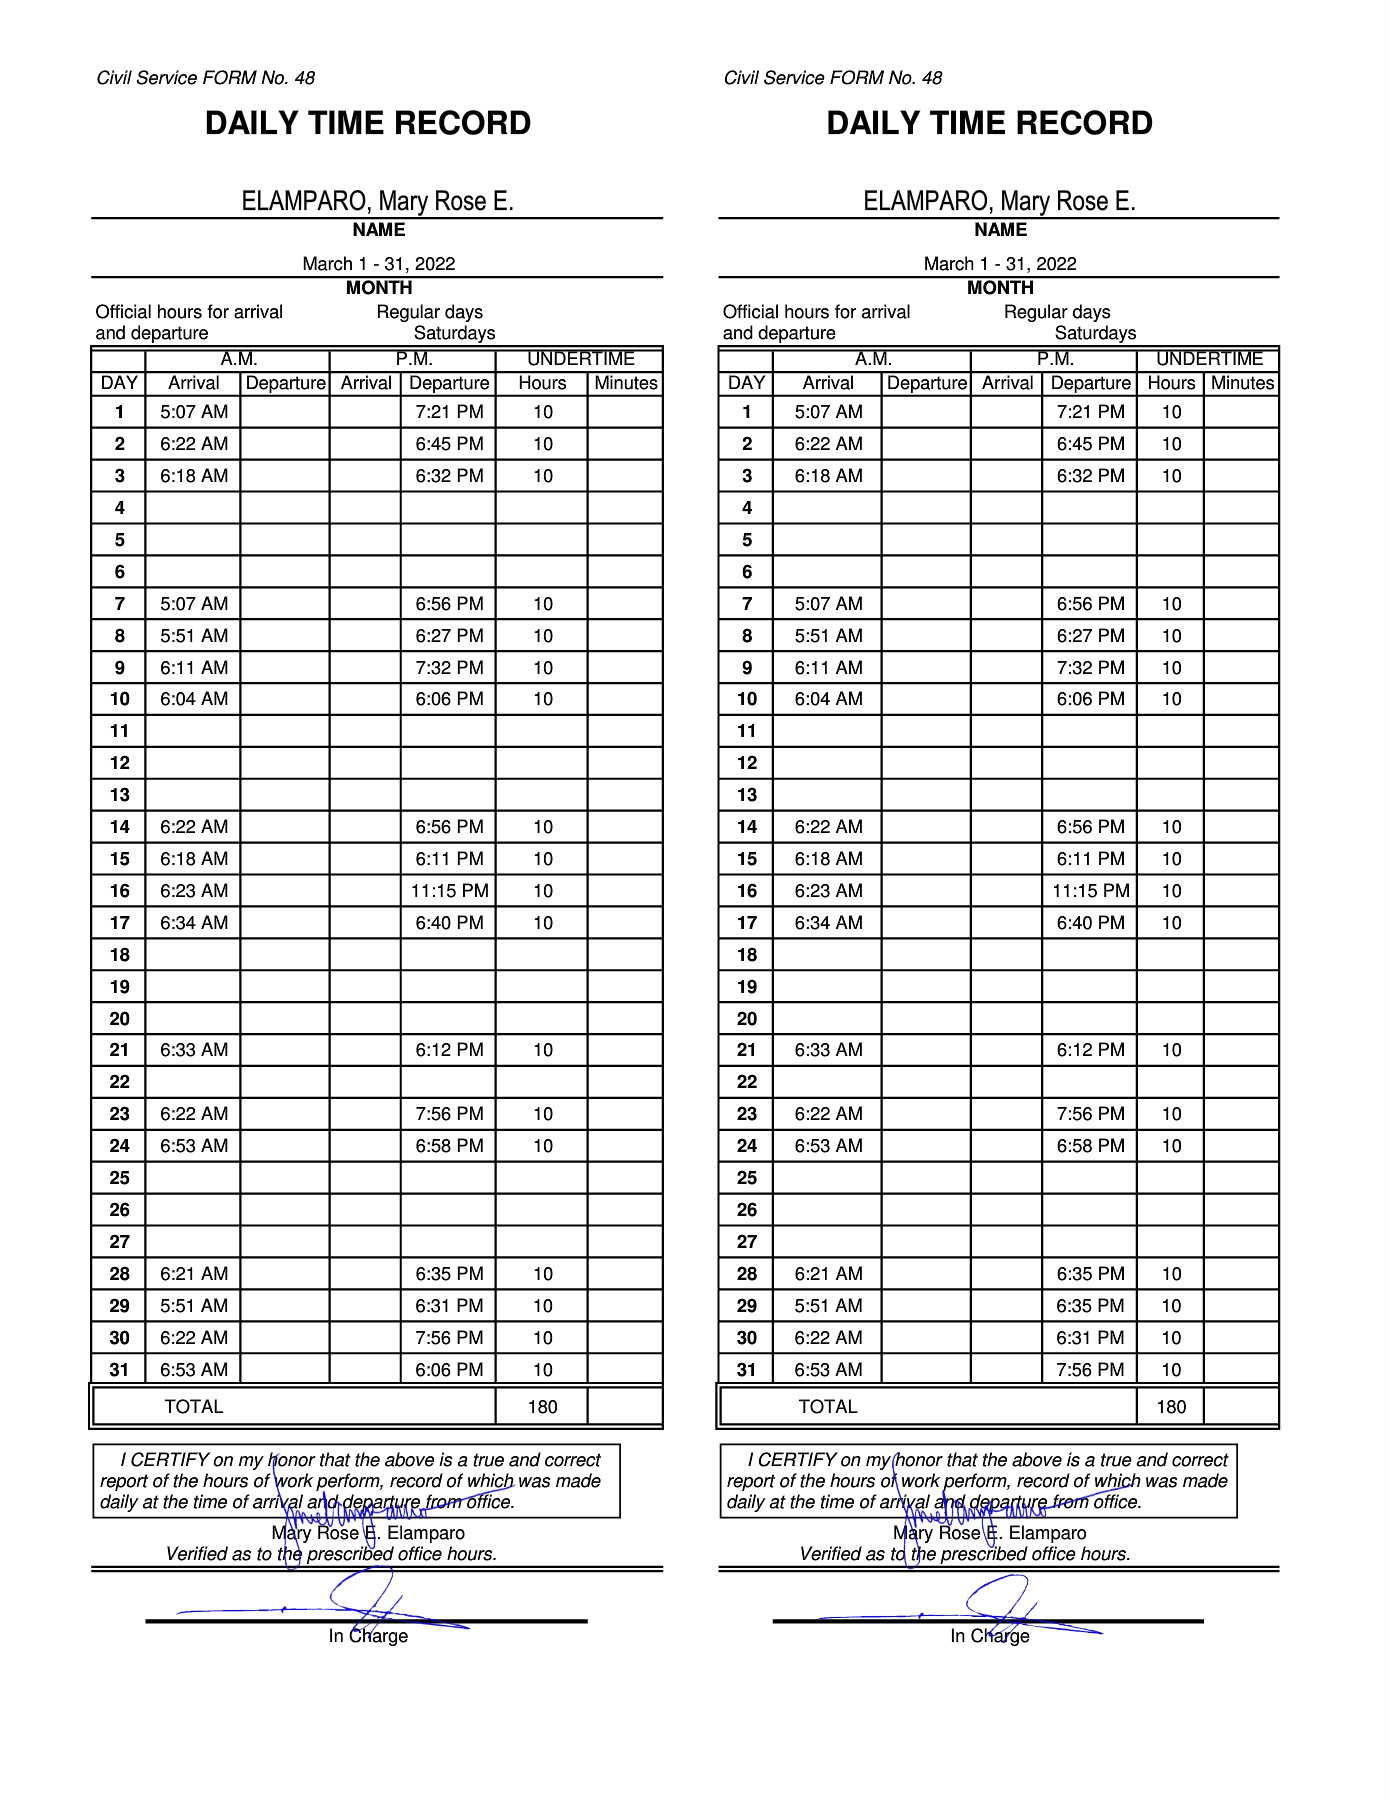 Civil Service FORM No. 48
DAILY TIME RECORD
ELAMPARO, Mary Rose E.
NAME
March 1 - 31, 2022
MONTH
Official hours for arrival Regular days
and departure Saturdays
A.M. P.M. UNDERTIME
DAY Arrival Departure Arrival Departure Hours Minutes
1 5:07 AM 7:21 PM 10
2 6:22 AM 6:45 PM 10
3 6:18 AM 6:32 PM 10
4
5
6
7 5:07 AM 6:56 PM 10
8 5:51 AM 6:27 PM 10
9 6:11 AM 7:32 PM 10
10 6:04 AM 6:06 PM 10
11
12
13
14 6:22 AM 6:56 PM 10
15 6:18 AM 6:11 PM 10
16 6:23 AM 11:15 PM 10
17 6:34 AM 6:40 PM 10
18
19
20
21 6:33 AM 6:12 PM 10
22
23 6:22 AM 7:56 PM 10
24 6:53 AM 6:58 PM 10
25
26
27
28 6:21 AM 6:35 PM 10
29 5:51 AM 6:31 PM 10
30 6:22 AM 7:56 PM 10
31 6:53 AM 6:06 PM 10
TOTAL 180
I CERTIFY on my honor that the above is a true and correct
report of the hours of work perform, record of which was made
daily at the time of arrival and departure from office.
Mary Rose E. Elamparo
Verified as to the prescribed office hours.
In Charge
Civil Service FORM No. 48
DAILY TIME RECORD
ELAMPARO, Mary Rose E.
NAME
March 1 - 31, 2022
MONTH
Official hours for arrival Regular days
and departure Saturdays
A.M. P.M. UNDERTIME
DAY Arrival Departure Arrival Departure Hours Minutes
1 5:07 AM 7:21 PM 10
2 6:22 AM 6:45 PM 10
3 6:18 AM 6:32 PM 10
4
5
6
7 5:07 AM 6:56 PM 10
8 5:51 AM 6:27 PM 10
9 6:11 AM 7:32 PM 10
10 6:04 AM 6:06 PM 10
11
12
13
14 6:22 AM 6:56 PM 10
15 6:18 AM 6:11 PM 10
16 6:23 AM 11:15 PM 10
17 6:34 AM 6:40 PM 10
18
19
20
21 6:33 AM 6:12 PM 10
22
23 6:22 AM 7:56 PM 10
24 6:53 AM 6:58 PM 10
25
26
27
28 6:21 AM 6:35 PM 10
29 5:51 AM 6:35 PM 10
30 6:22 AM 6:31 PM 10
31 6:53 AM 7:56 PM 10
TOTAL 180
I CERTIFY on my honor that the above is a true and correct
report of the hours of work perform, record of which was made
daily at the time of arrival and departure from office.
Mary Rose E. Elamparo
Verified as to the prescribed office hours.
In Charge